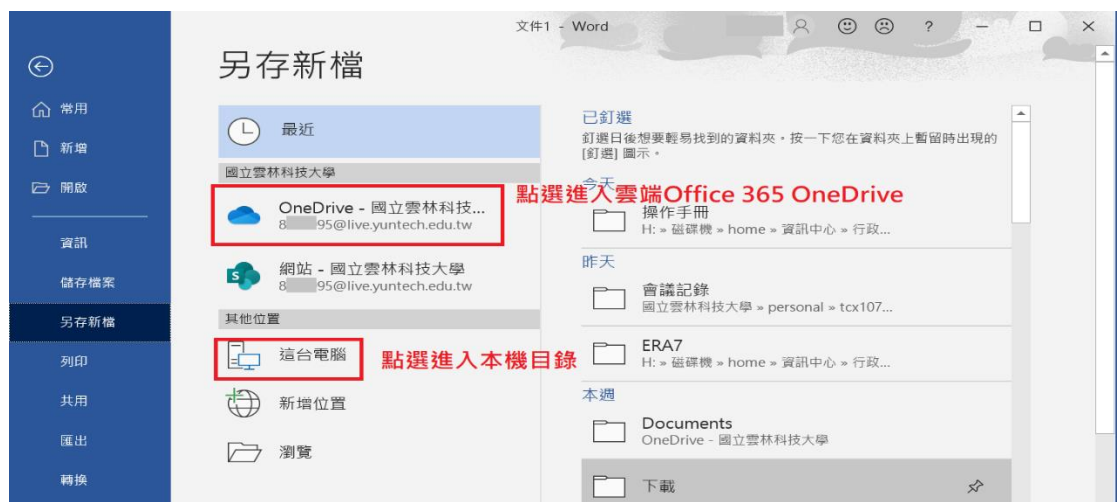 文件1 - Word
?
另存新檔
常用
新增
開啟
資訊
儲存檔案
另存新檔
列印
共用
匯出
轉換
最近
國立雲林科技大學
OneDrive - 國立雲林科技...
8 95@live.yuntech.edu.tw
網站 - 國立雲林科技大學
8 95@live.yuntech.edu.tw
其他位置
這台電腦
新增位置
瀏覽
點選進入雲端Office 365 OneDrive
點選進入本機目錄
已釘選
釘選日後想要輕易找到的資料夾。按一下您在資料夾上暫留時出現的
[釘選] 圖示。
今天
操作手冊
H: » 磁碟機 » home » 資訊中心 » 行政...
昨天
會議記錄
國立雲林科技大學 » personal » tcx107...
ERA7
H: » 磁碟機 » home » 資訊中心 » 行政...
本週
Documents
OneDrive - 國立雲林科技大學
下載